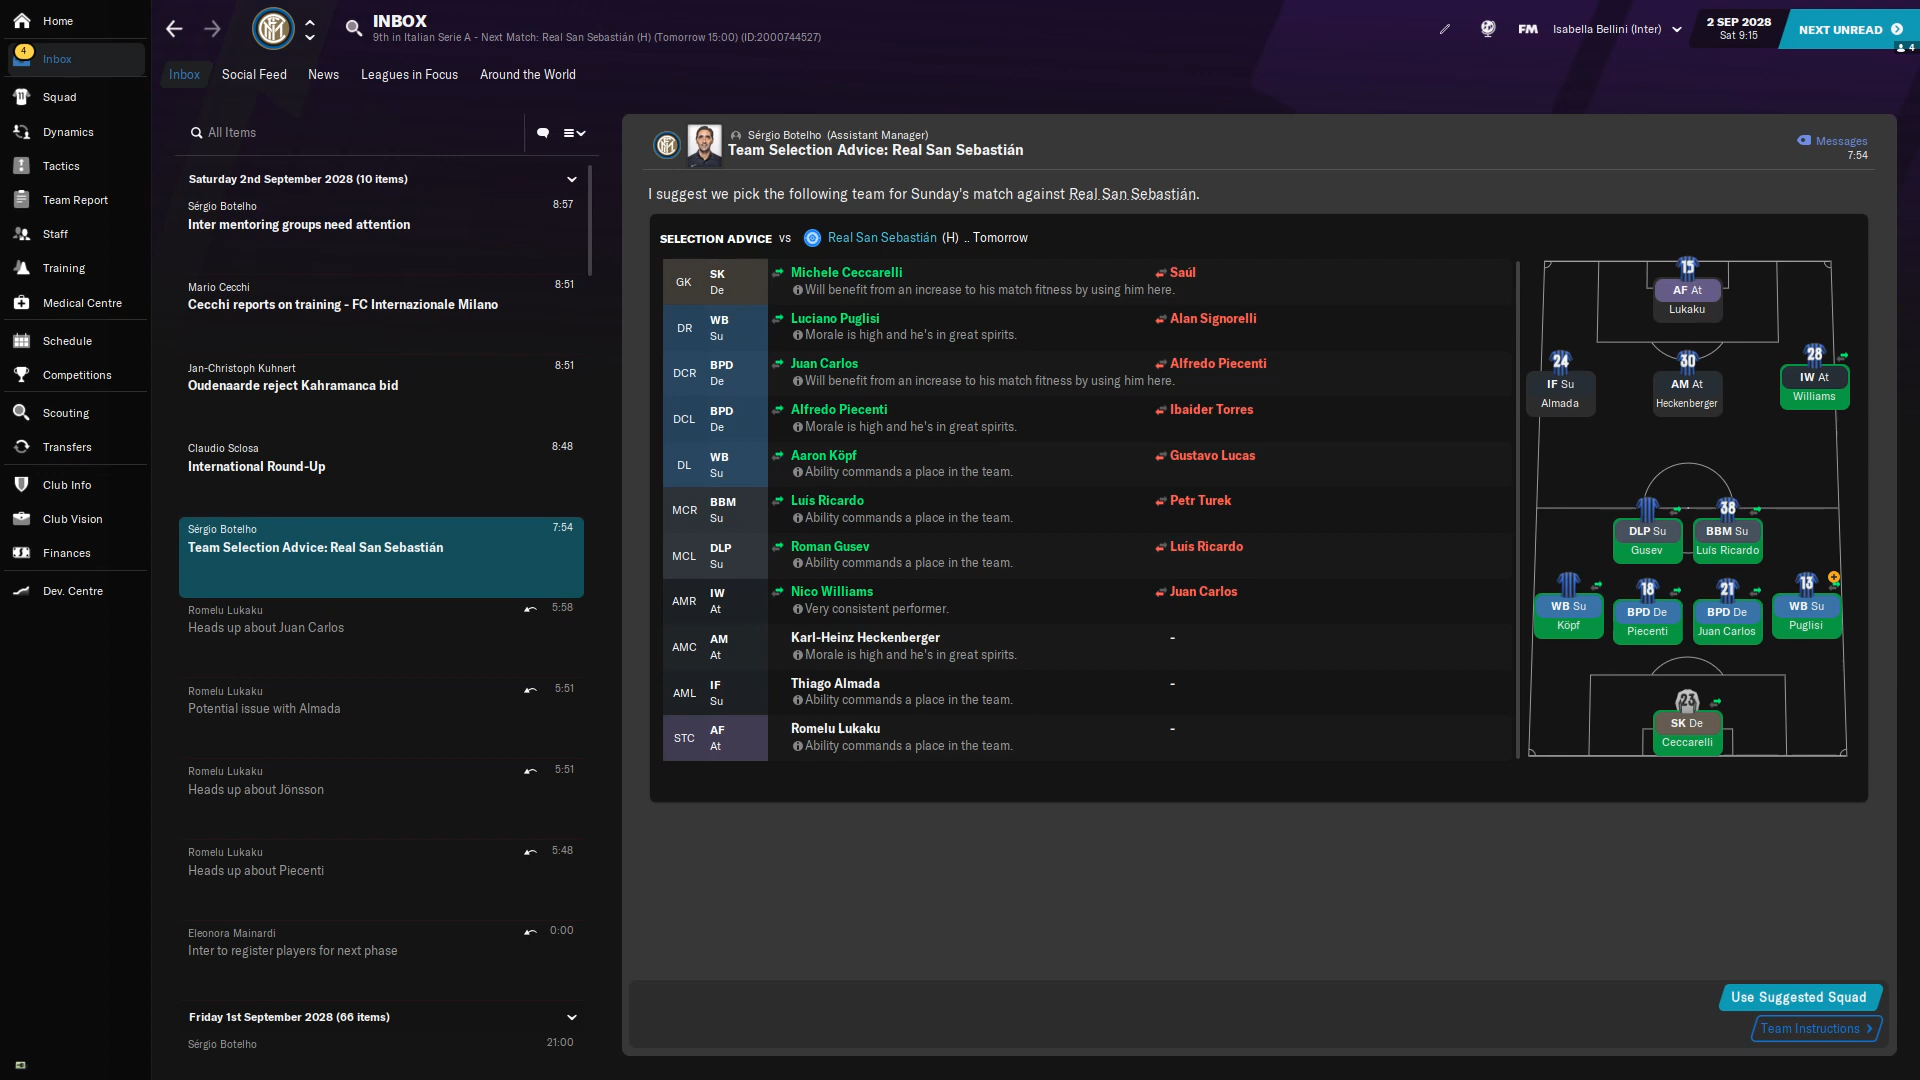 Home
4
Inbox
Squad
Dynamics
Tactics
Team Report
Staff
Training
Medical Centre
Schedule
Competitions
Scouting
Transfers
Club Info
Club Vision
Finances
Dev. Centre
INBOX
9th in Italian Serie A - Next Match: Real San Sebastián (H) (Tomorrow 15:00) (ID:2000744527)
FM
Isabella Bellini (Inter)
2 SEP 2028
Sat 9:15
NEXT UNREAD
4
Inbox
Social Feed
News
Leagues in Focus
Around the World
All Items
Saturday 2nd September 2028 (10 items)
Sérgio Botelho 8:57
Inter mentoring groups need attention
Mario Cecchi 8:51
Cecchi reports on training - FC Internazionale Milano
Jan-Christoph Kuhnert 8:51
Oudenaarde reject Kahramanca bid
Claudio Sclosa 8:48
International Round-Up
Sérgio Botelho 7:54
Team Selection Advice: Real San Sebastián
Romelu Lukaku 5:58
Heads up about Juan Carlos
Romelu Lukaku 5:51
Potential issue with Almada
Romelu Lukaku 5:51
Heads up about Jönsson
Romelu Lukaku 5:48
Heads up about Piecenti
Eleonora Mainardi 0:00
Inter to register players for next phase
Friday 1st September 2028 (66 items)
Sérgio Botelho 21:00
Sérgio Botelho (Assistant Manager)
Team Selection Advice: Real San Sebastián
Messages
7:54
I suggest we pick the following team for Sunday's match against Real San Sebastián.
SELECTION ADVICE vs Real San Sebastián (H) .. Tomorrow
GK SK De Michele Ceccarelli Saúl
Will benefit from an increase to his match fitness by using him here.
DR WB Su Luciano Puglisi Alan Signorelli
Morale is high and he's in great spirits.
DCR BPD De Juan Carlos Alfredo Piecenti
Will benefit from an increase to his match fitness by using him here.
DCL BPD De Alfredo Piecenti Ibaider Torres
Morale is high and he's in great spirits.
DL WB Su Aaron Köpf Gustavo Lucas
Ability commands a place in the team.
MCR BBM Su Luís Ricardo Petr Turek
Ability commands a place in the team.
MCL DLP Su Roman Gusev Luís Ricardo
Ability commands a place in the team.
AMR IW At Nico Williams Juan Carlos
Very consistent performer.
AMC AM At Karl-Heinz Heckenberger -
Morale is high and he's in great spirits.
AML IF Su Thiago Almada -
Ability commands a place in the team.
STC AF At Romelu Lukaku -
Ability commands a place in the team.
15
AF At
Lukaku
24
IF Su
Almada
30
AM At
Heckenberger
28
IW At
Williams
DLP Su
Gusev
38
BBM Su
Luís Ricardo
WB Su
Köpf
18
BPD De
Piecenti
21
BPD De
Juan Carlos
13
WB Su
Puglisi
23
SK De
Ceccarelli
Use Suggested Squad
Team Instructions